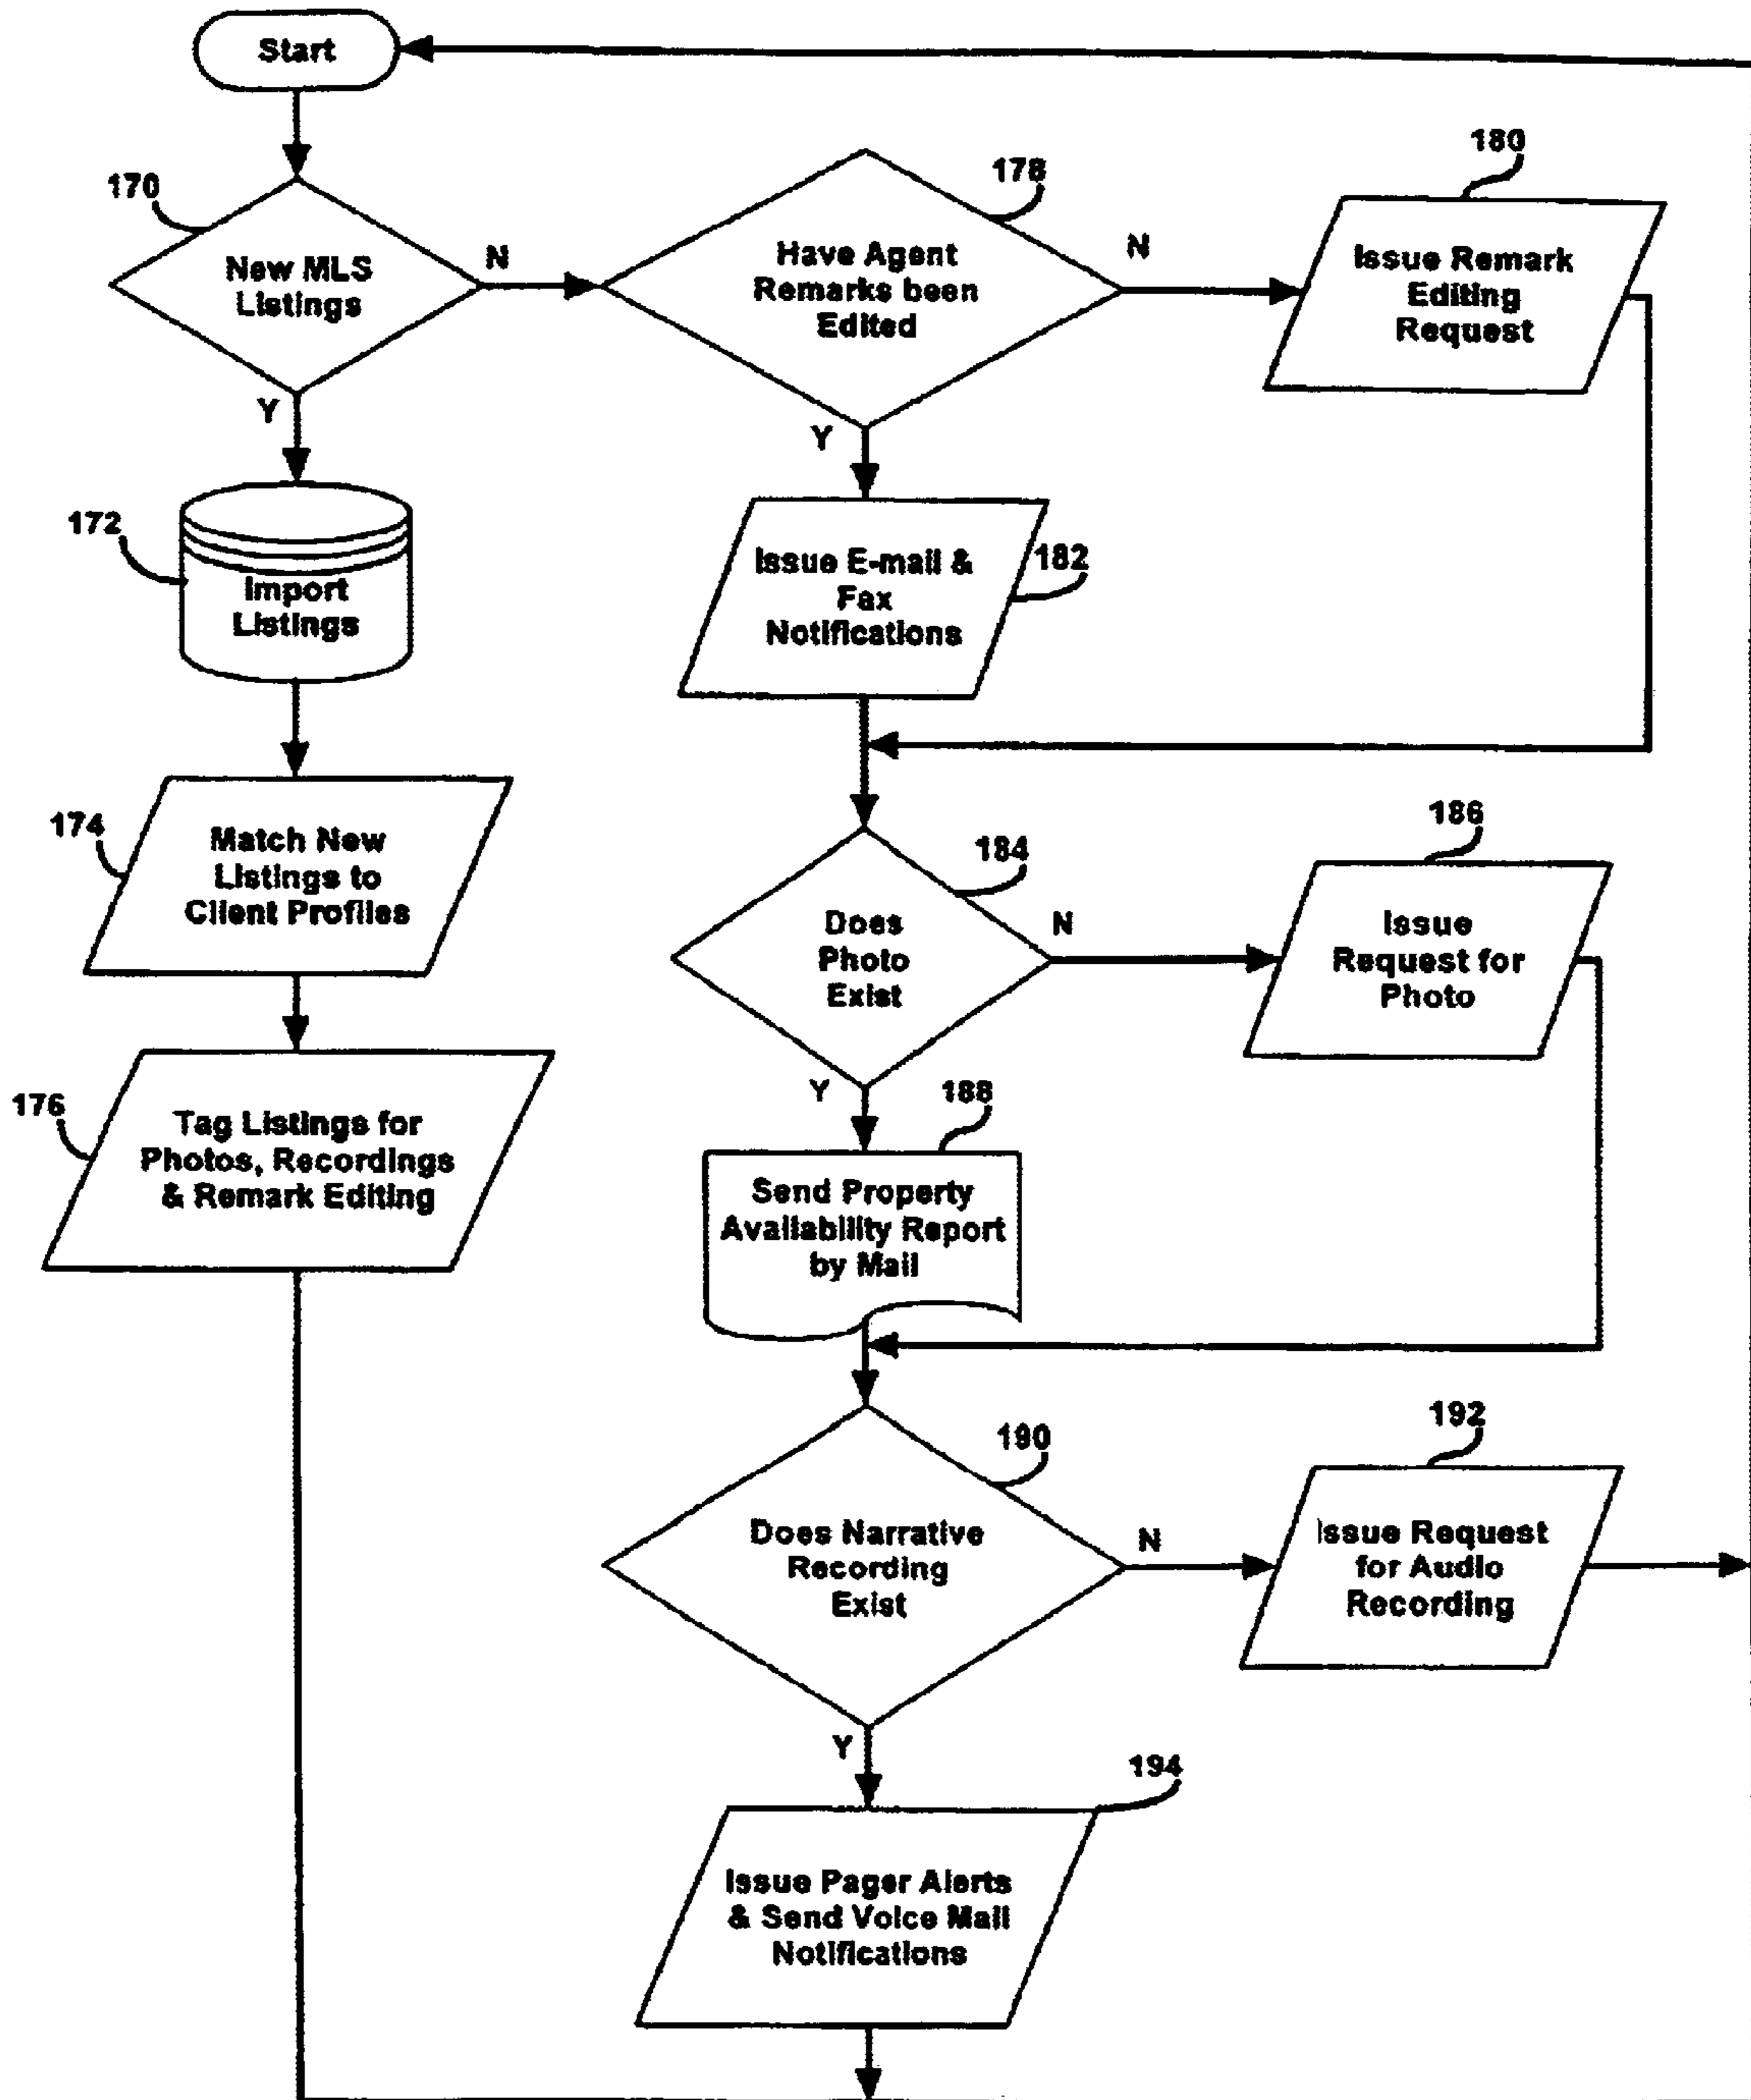 Start
170
New MLS
Listings
N
Y
178
Have Agent
Remarks been
Edited
N
Y
180
Issue Remark
Editing
Request
172
Import
Listings
182
Issue E-mail &
Fax
Notifications
174
Match New
Listings to
Client Profiles
184
Does
Photo
Exist
N
Y
186
Issue
Request for
Photo
176
Tag Listings for
Photos, Recordings
& Remark Editing
188
Send Property
Availability Report
by Mail
190
Does Narrative
Recording
Exist
N
Y
192
Issue Request
for Audio
Recording
194
Issue Pager Alerts
& Send Voice Mail
Notifications